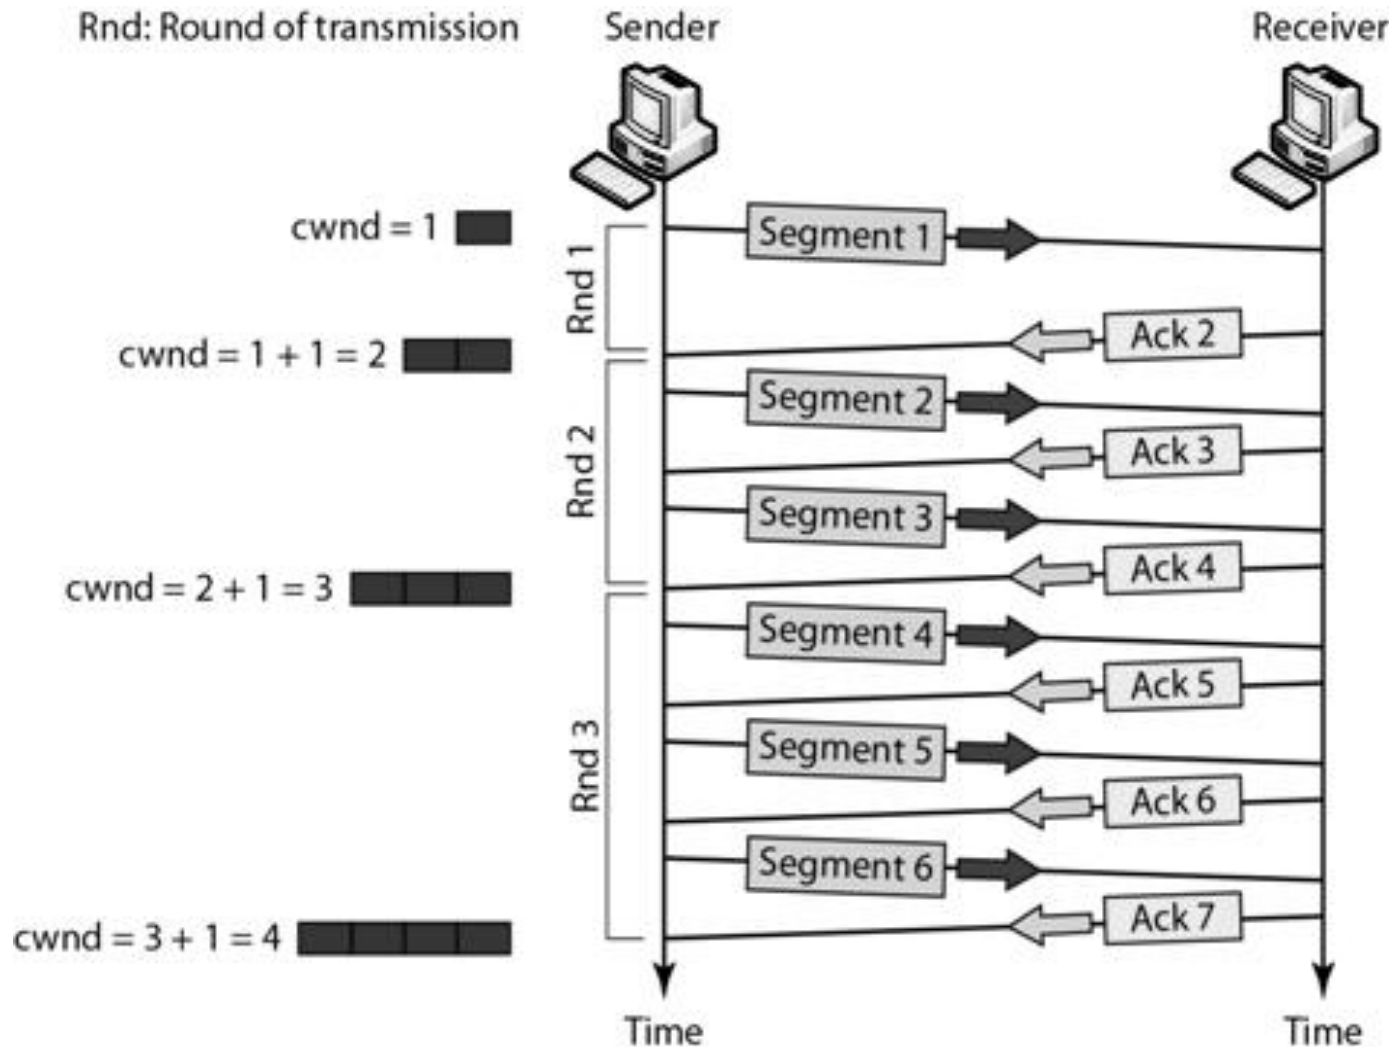 Rnd: Round of transmission
Sender
Receiver
cwnd = 1
Rnd 1
Segment 1
Ack 2
cwnd = 1 + 1 = 2
Rnd 2
Segment 2
Ack 3
Segment 3
Ack 4
cwnd = 2 + 1 = 3
Rnd 3
Segment 4
Ack 5
Segment 5
Ack 6
Segment 6
Ack 7
cwnd = 3 + 1 = 4
Time
Time